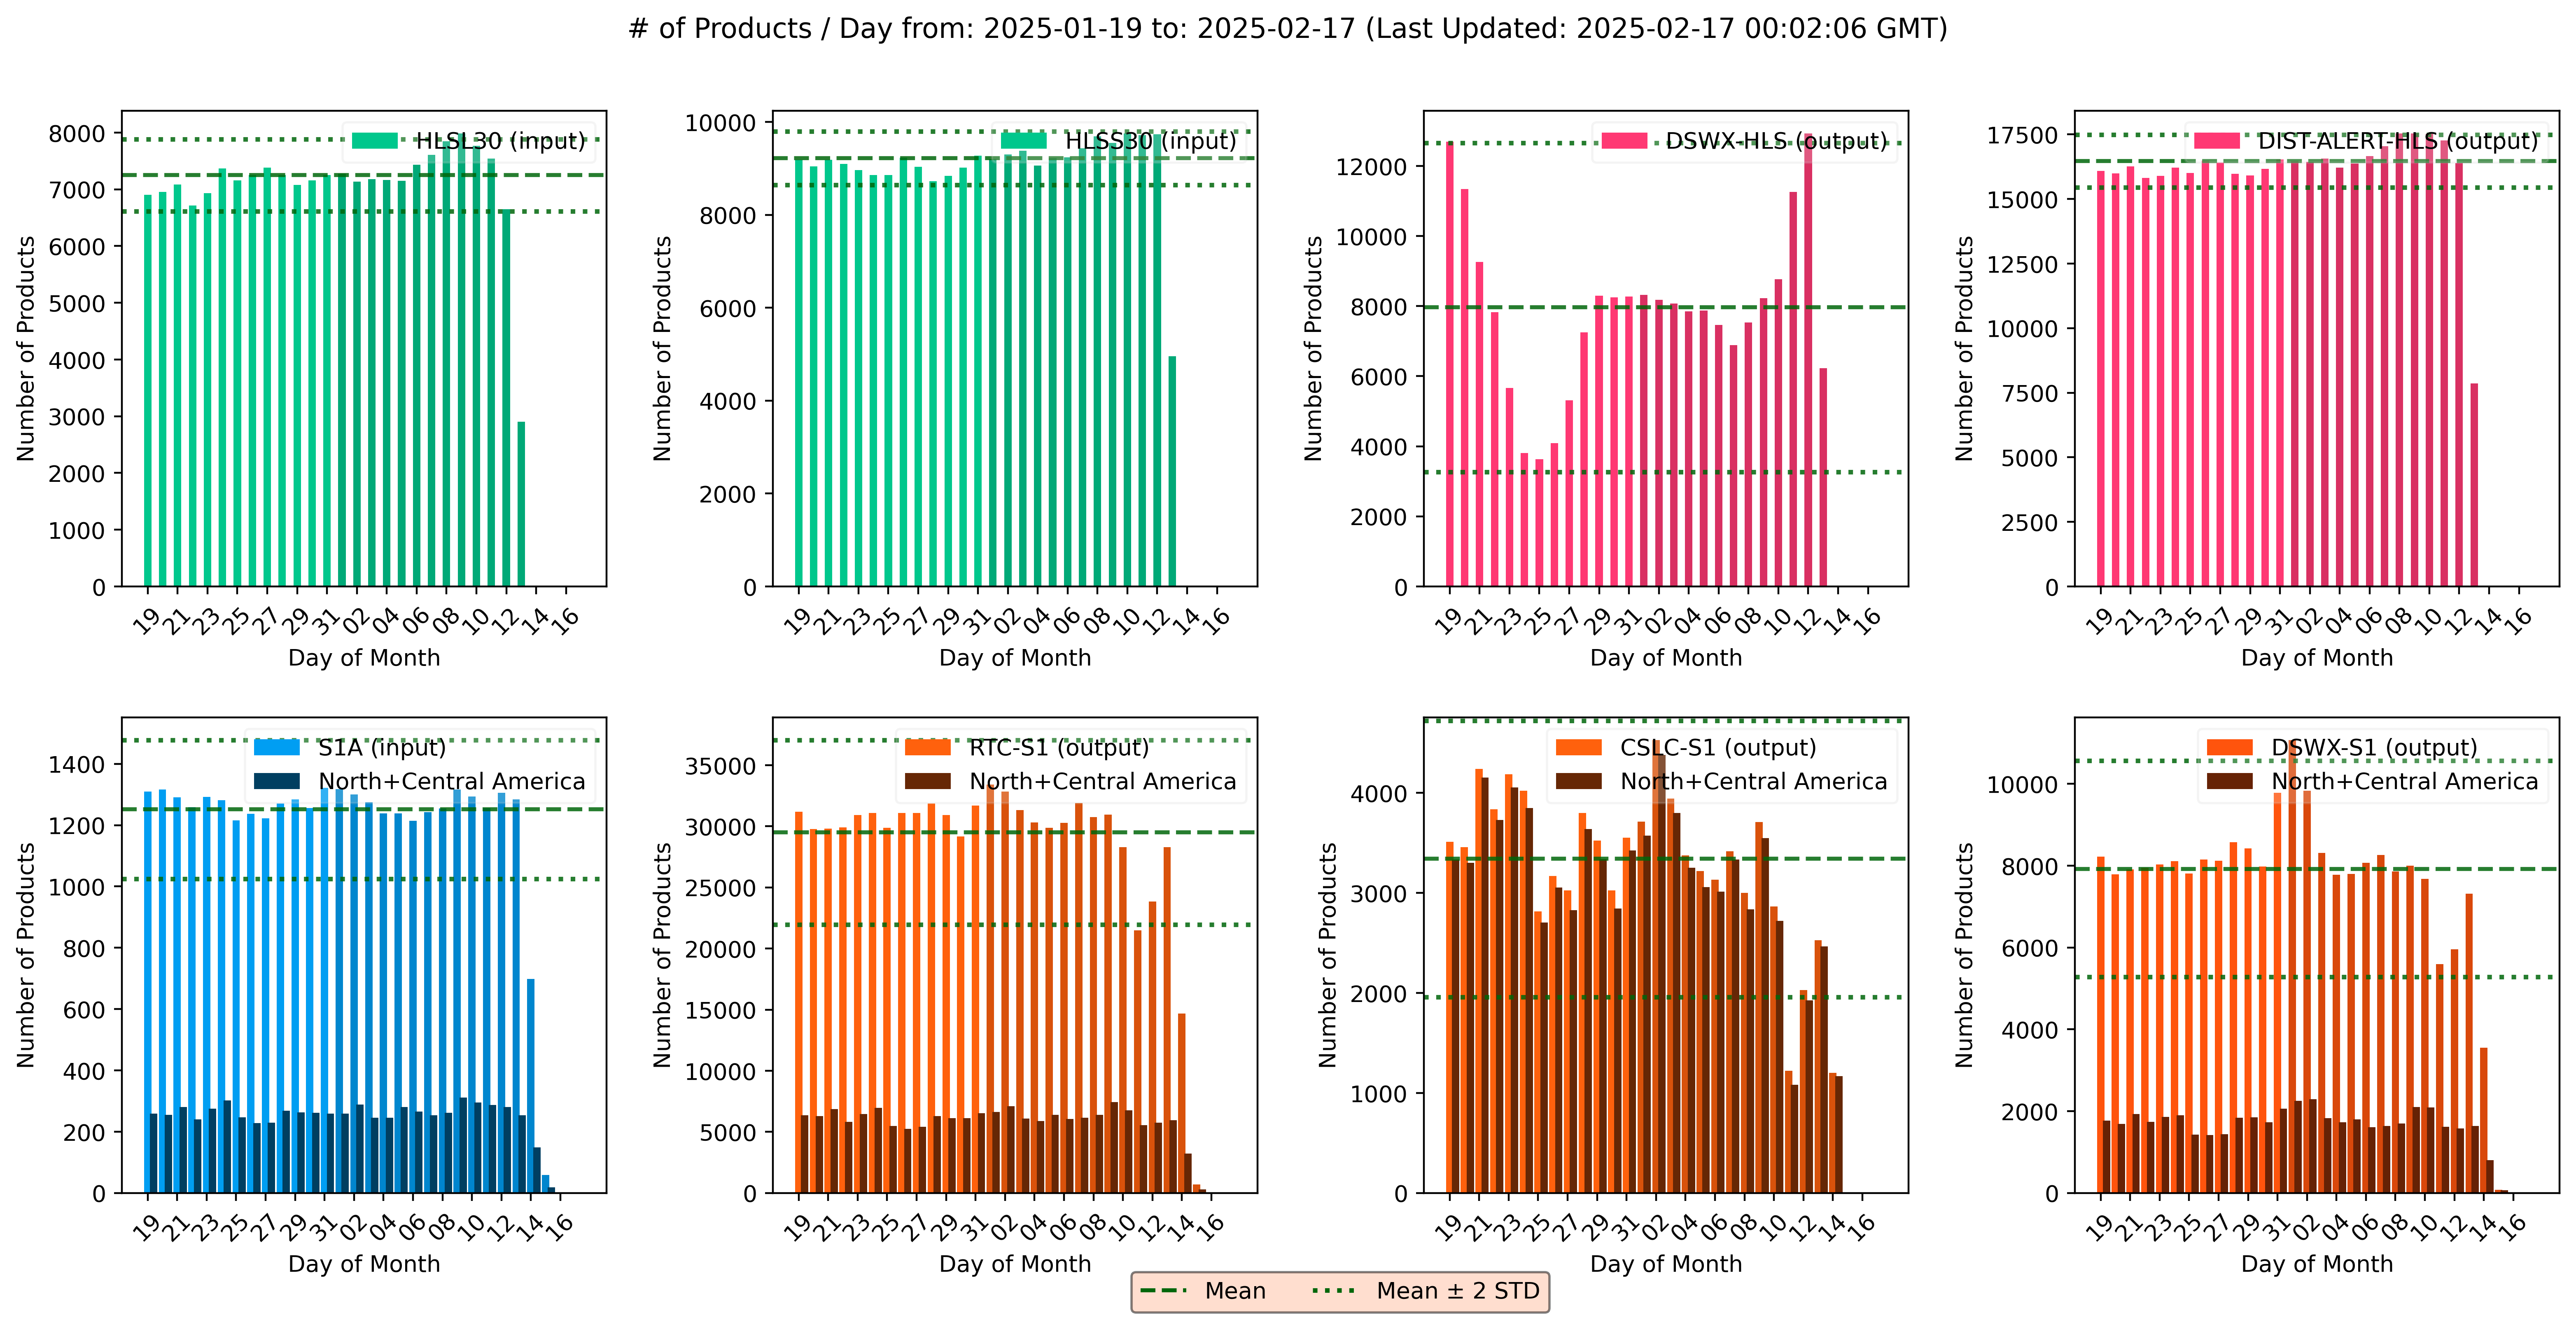 # of Products / Day from: 2025-01-19 to: 2025-02-17 (Last Updated: 2025-02-17 00:02:06 GMT)
HLSL30 (input)
Number of Products
8000
7000
6000
5000
4000
3000
2000
1000
0
19 21 23 25 27 29 31 02 04 06 08 10 12 14 16
Day of Month
HLSS30 (input)
Number of Products
10000
8000
6000
4000
2000
0
19 21 23 25 27 29 31 02 04 06 08 10 12 14 16
Day of Month
DSWX-HLS (output)
Number of Products
12000
10000
8000
6000
4000
2000
0
19 21 23 25 27 29 31 02 04 06 08 10 12 14 16
Day of Month
DIST-ALERT-HLS (output)
Number of Products
17500
15000
12500
10000
7500
5000
2500
0
19 21 23 25 27 29 31 02 04 06 08 10 12 14 16
Day of Month
S1A (input)
North+Central America
Number of Products
1400
1200
1000
800
600
400
200
0
19 21 23 25 27 29 31 02 04 06 08 10 12 14 16
Day of Month
RTC-S1 (output)
North+Central America
Number of Products
35000
30000
25000
20000
15000
10000
5000
0
19 21 23 25 27 29 31 02 04 06 08 10 12 14 16
Day of Month
CSLC-S1 (output)
North+Central America
Number of Products
4000
3000
2000
1000
0
19 21 23 25 27 29 31 02 04 06 08 10 12 14 16
Day of Month
DSWX-S1 (output)
North+Central America
Number of Products
10000
8000
6000
4000
2000
0
19 21 23 25 27 29 31 02 04 06 08 10 12 14 16
Day of Month
Mean
Mean ± 2 STD